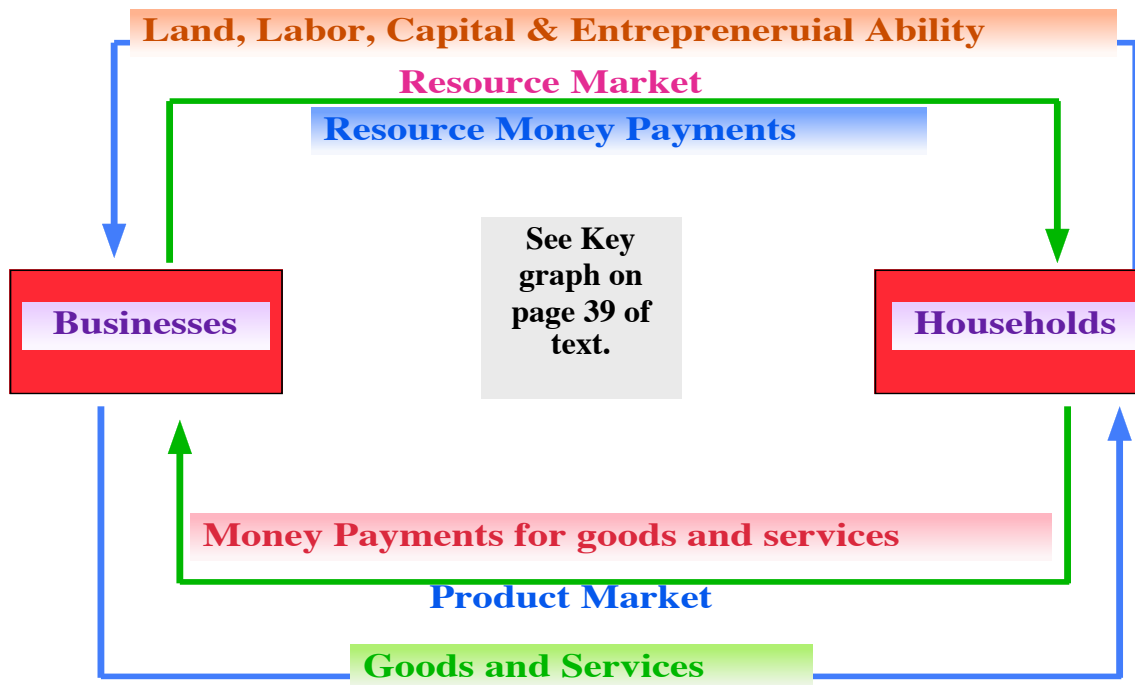 Land, Labor, Capital & Entrepreneruial Ability
Resource Market
Resource Money Payments
See Key
graph on
page 39 of
text.
Businesses
Households
Money Payments for goods and services
Product Market
Goods and Services